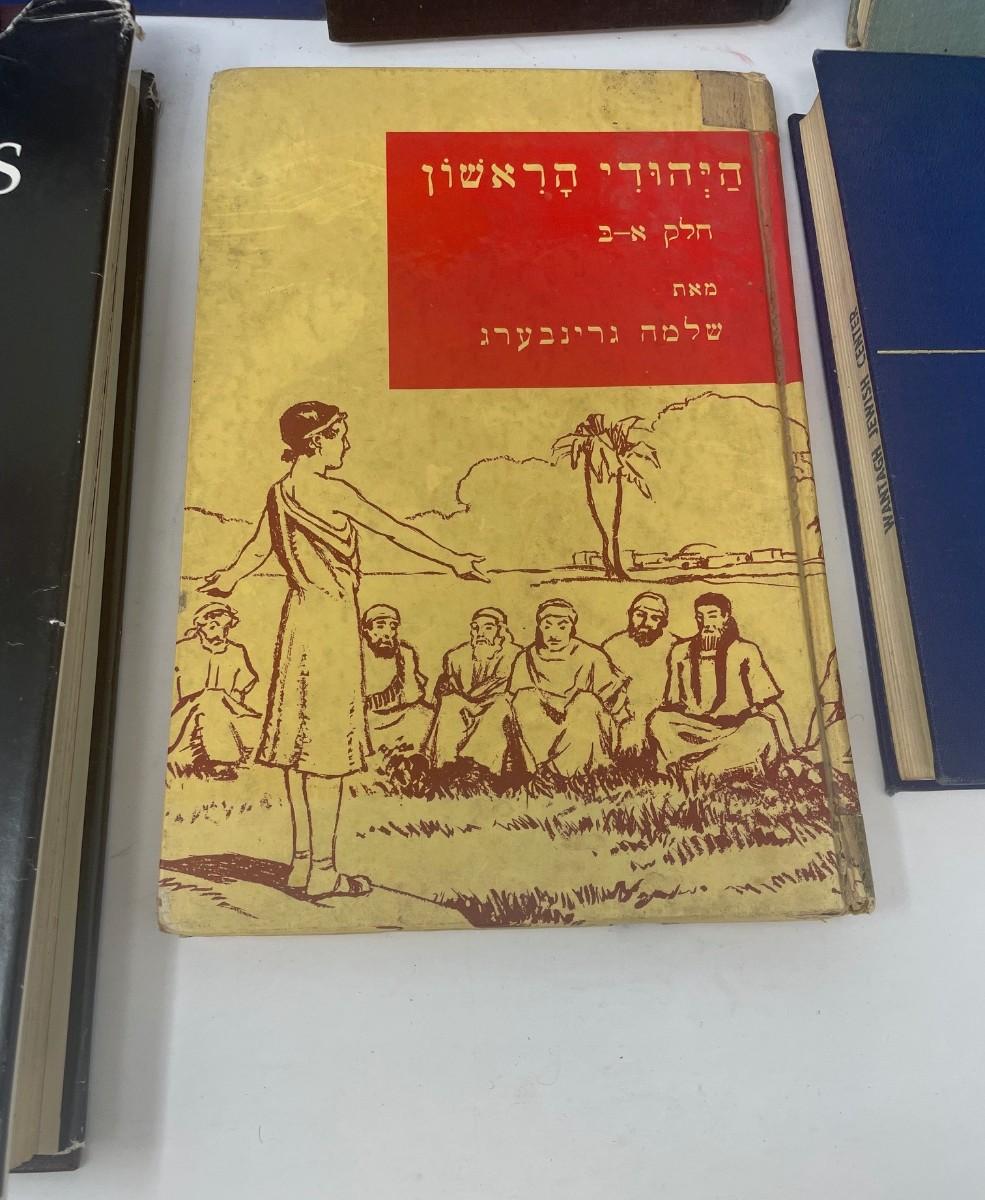 הַיְּהוּדִי הָרִאשׁוֹן
חלק א–ב
מאת
שלמה גרינבערג
WANTAGH JEWISH CENTER
S